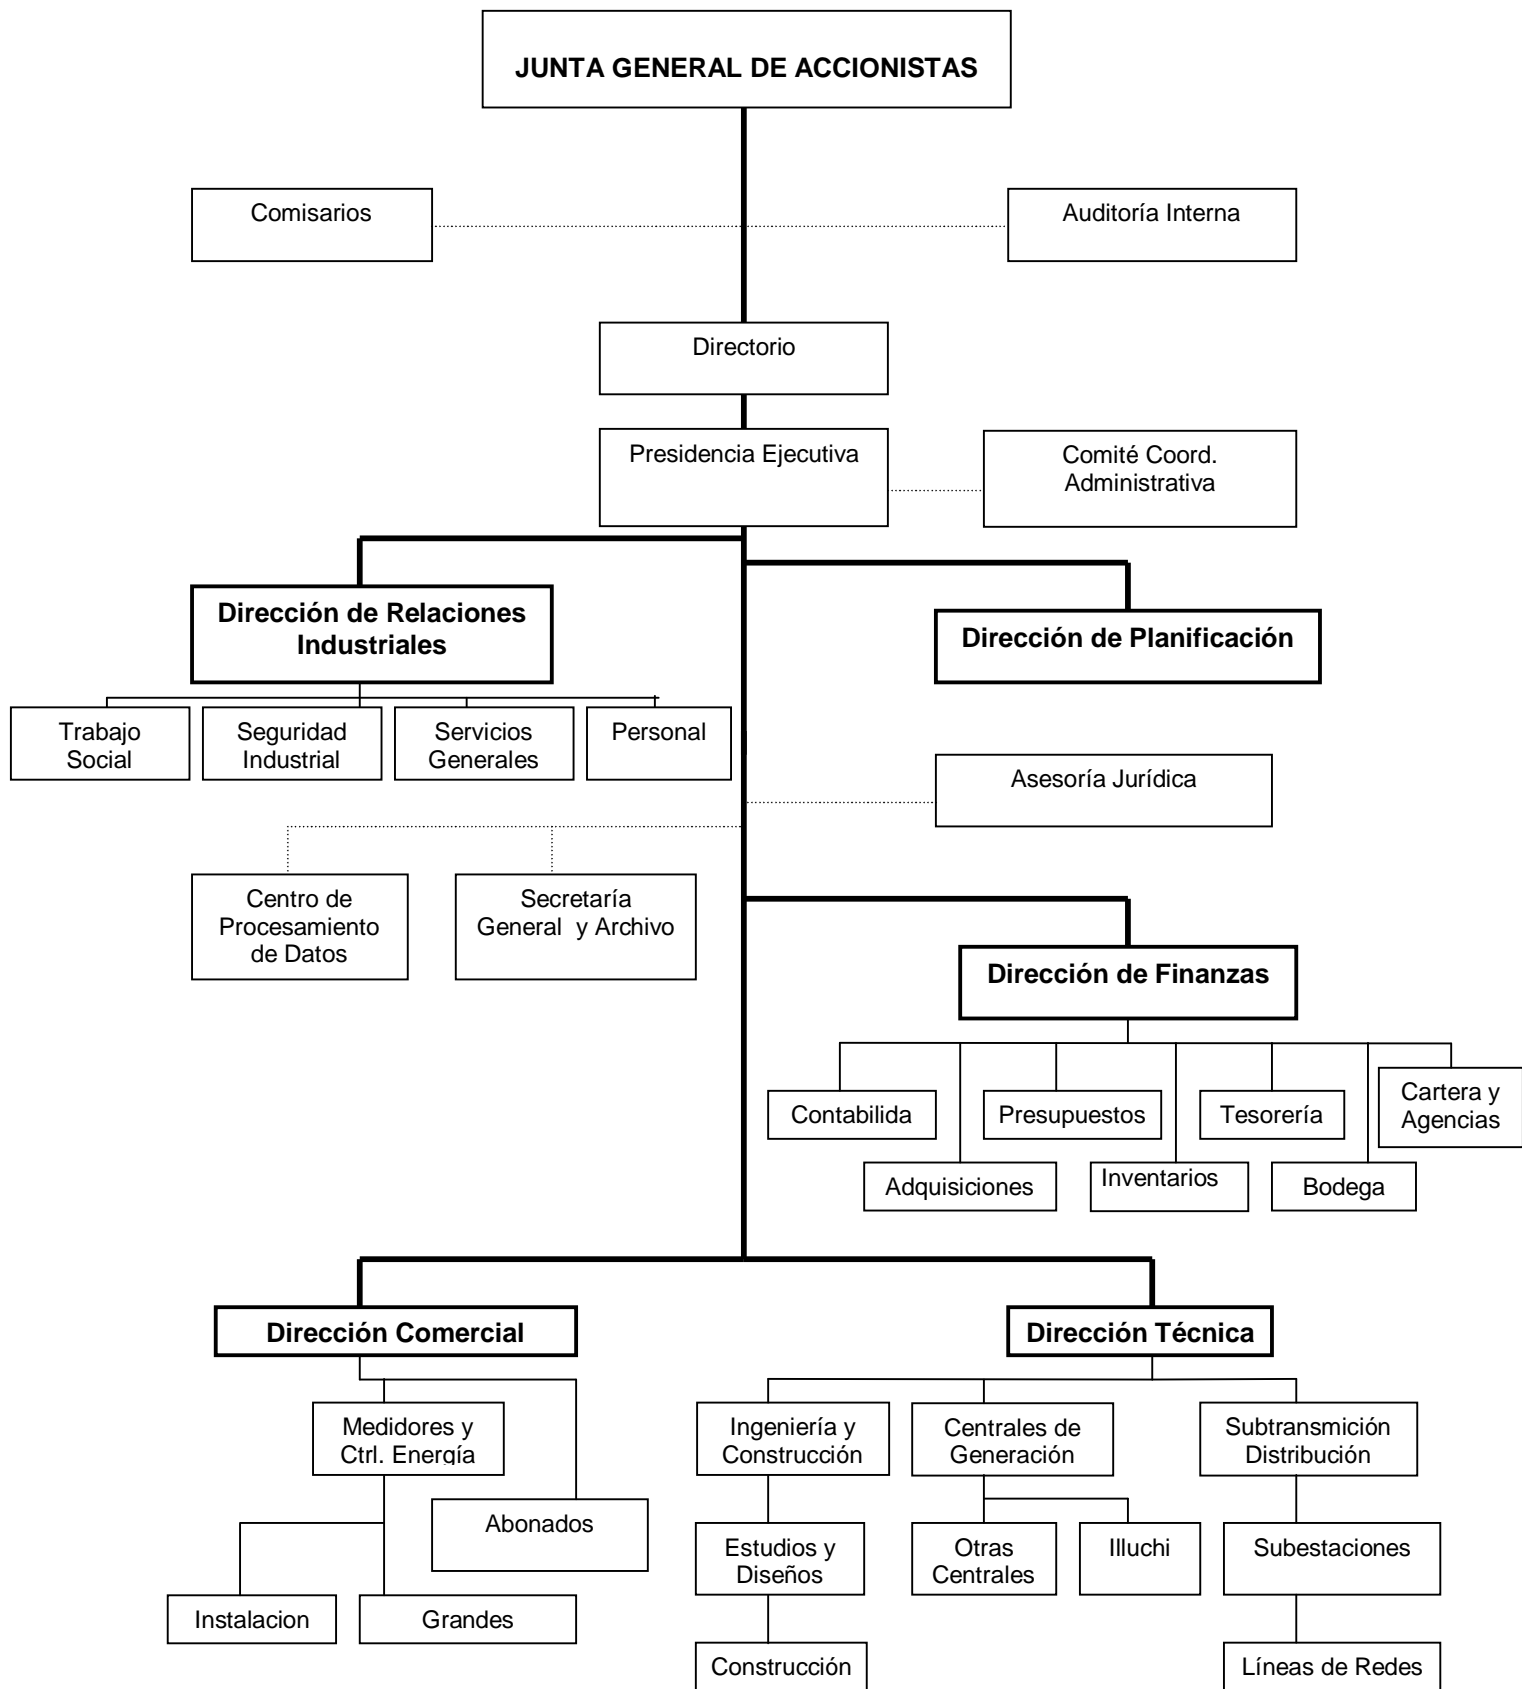 JUNTA GENERAL DE ACCIONISTAS
Comisarios
Auditoría Interna
Directorio
Presidencia Ejecutiva
Comité Coord.
Administrativa
Dirección de Relaciones
Industriales
Dirección de Planificación
Trabajo
Social
Seguridad
Industrial
Servicios
Generales
Personal
Asesoría Jurídica
Centro de
Procesamiento
de Datos
Secretaría
General y Archivo
Dirección de Finanzas
Contabilida
Presupuestos
Tesorería
Cartera y
Agencias
Adquisiciones
Inventarios
Bodega
Dirección Comercial
Dirección Técnica
Medidores y
Ctrl. Energía
Abonados
Instalacion
Grandes
Ingeniería y
Construcción
Centrales de
Generación
Subtransmición
Distribución
Estudios y
Diseños
Otras
Centrales
Illuchi
Subestaciones
Construcción
Líneas de Redes